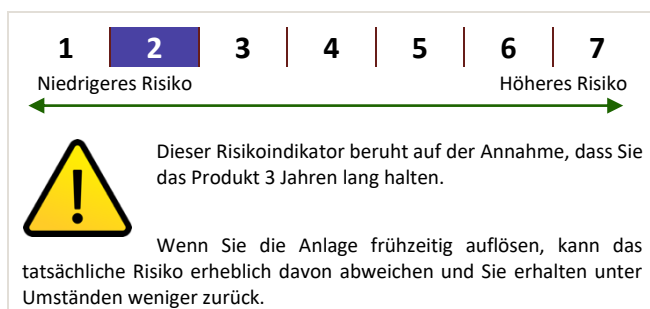 1 2 3 4 5 6 7
Niedrigeres Risiko Höheres Risiko
Dieser Risikoindikator beruht auf der Annahme, dass Sie
das Produkt 3 Jahren lang halten.
Wenn Sie die Anlage frühzeitig auflösen, kann das
tatsächliche Risiko erheblich davon abweichen und Sie erhalten unter
Umständen weniger zurück.